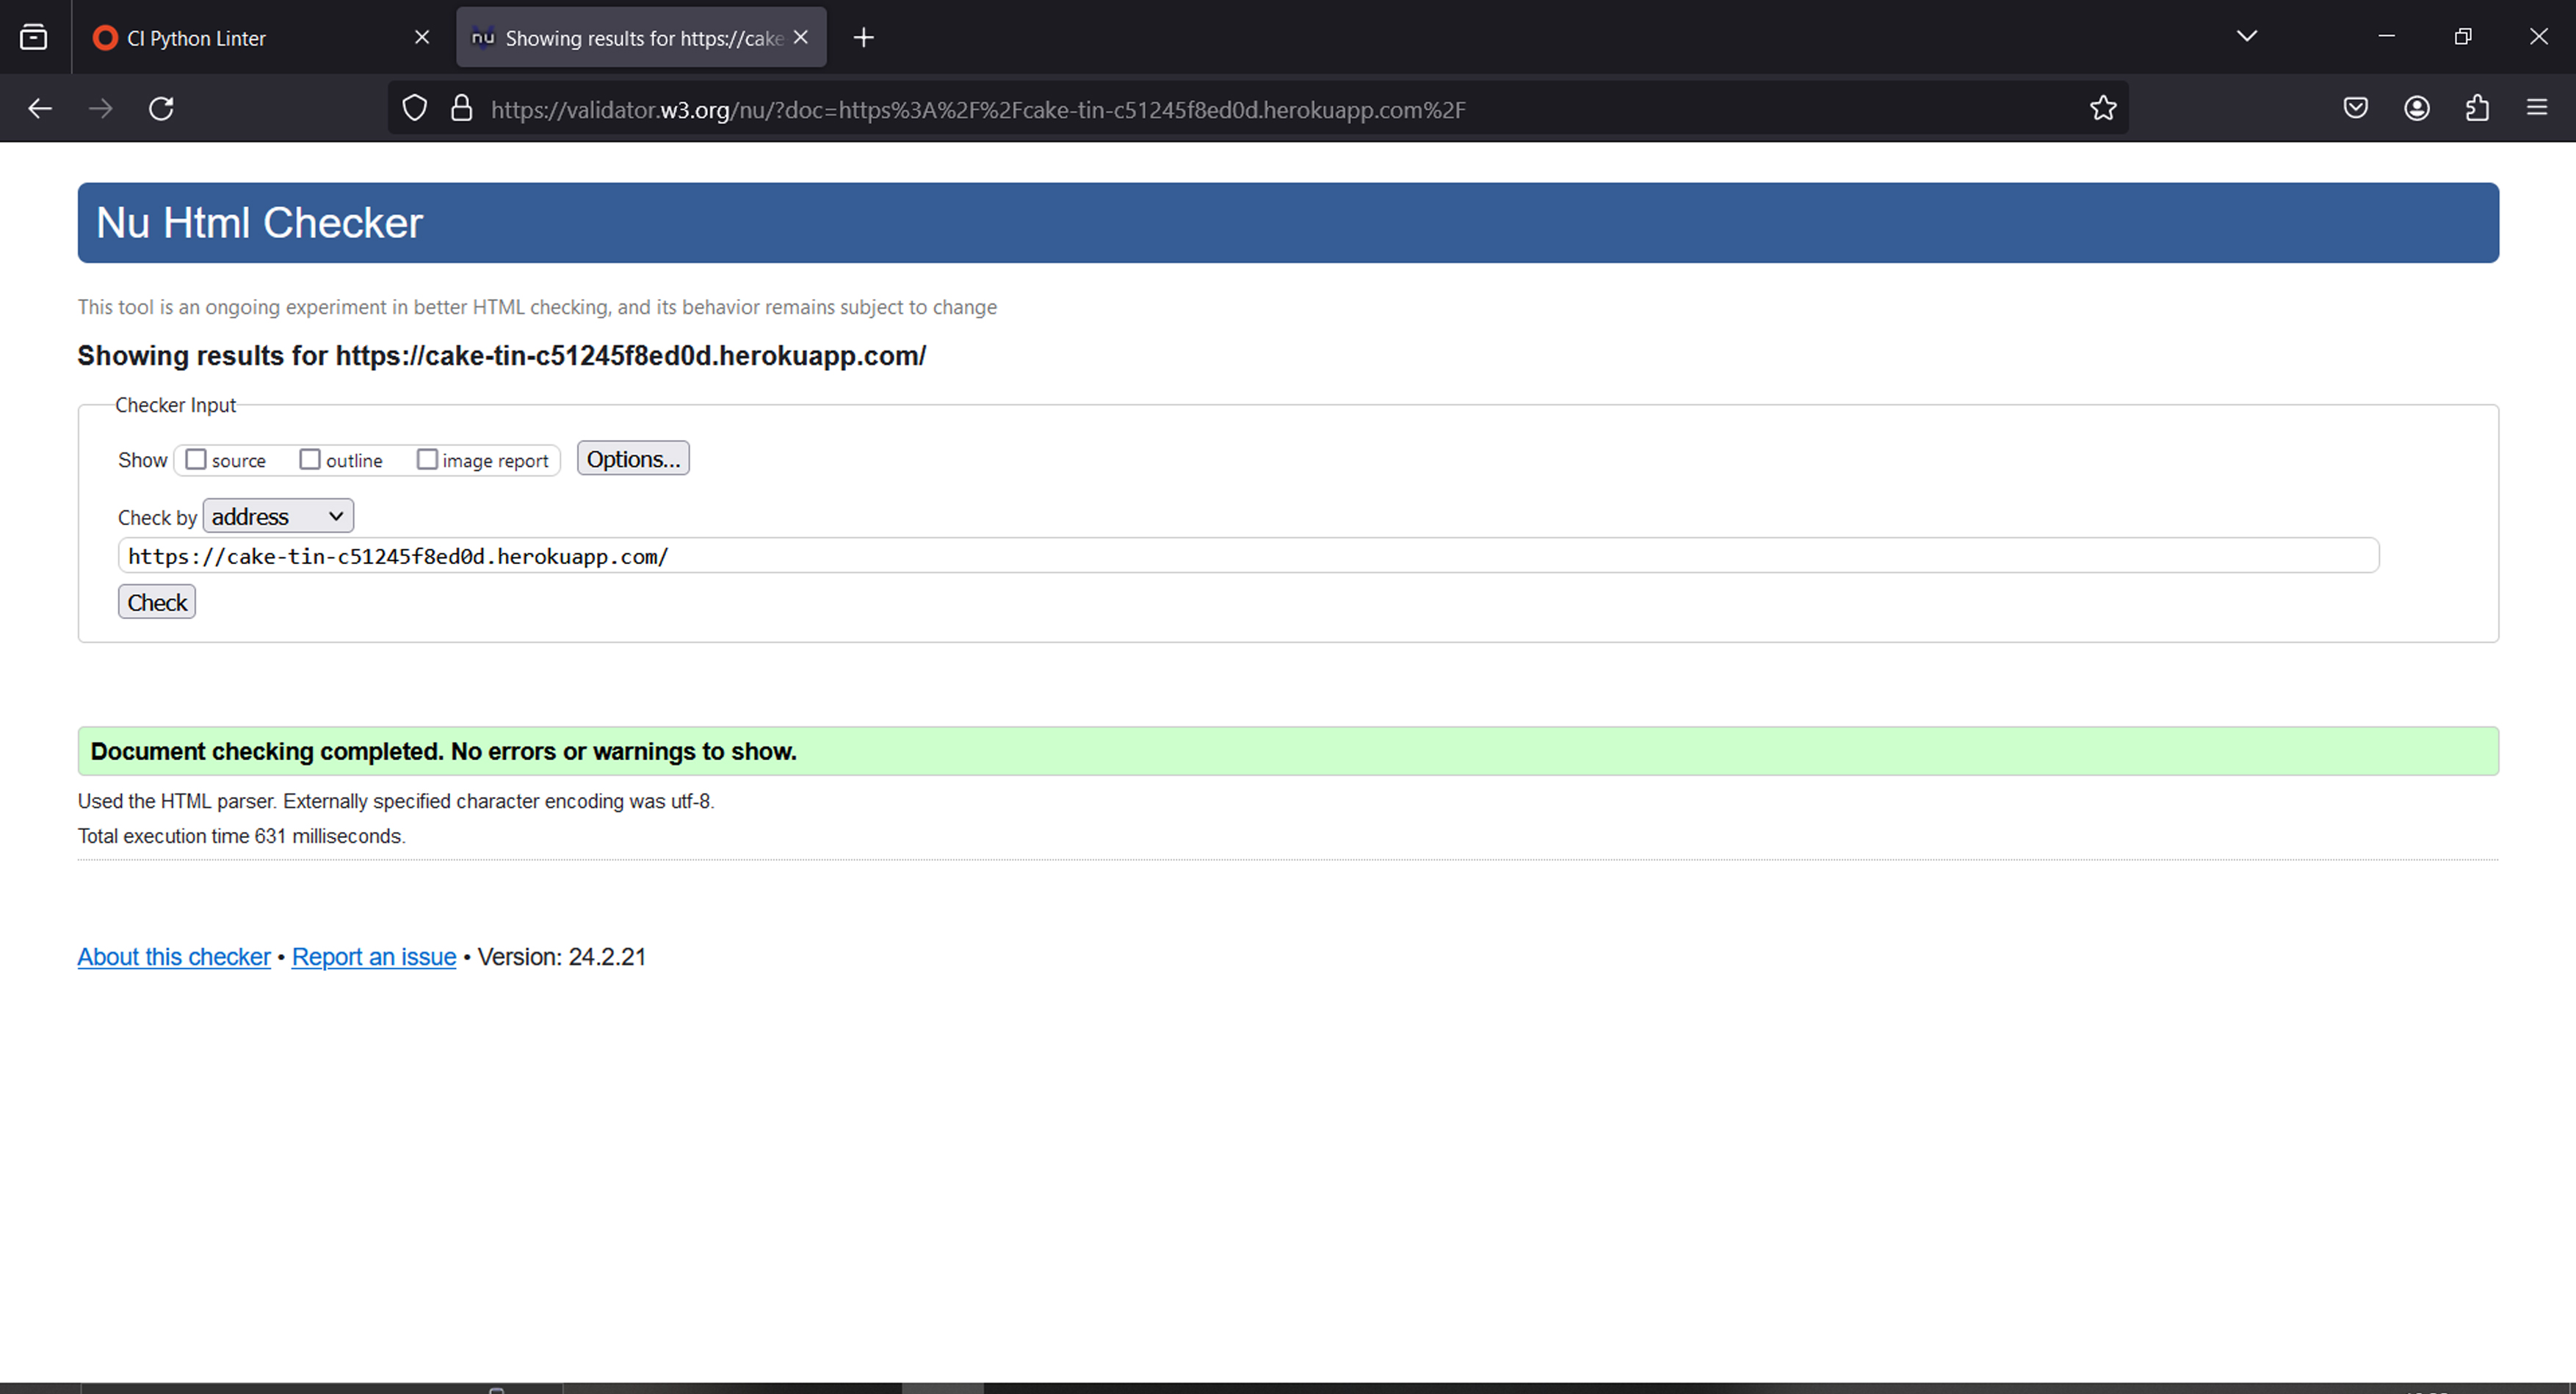 CI Python Linter
nu Showing results for https://cake
https://validator.w3.org/nu/?doc=https%3A%2F%2Fcake-tin-c51245f8ed0d.herokuapp.com%2F
Nu Html Checker
This tool is an ongoing experiment in better HTML checking, and its behavior remains subject to change
Showing results for https://cake-tin-c51245f8ed0d.herokuapp.com/
Checker Input
Show source outline image report Options...
Check by address
https://cake-tin-c51245f8ed0d.herokuapp.com/
Check
Document checking completed. No errors or warnings to show.
Used the HTML parser. Externally specified character encoding was utf-8.
Total execution time 631 milliseconds.
About this checker • Report an issue • Version: 24.2.21